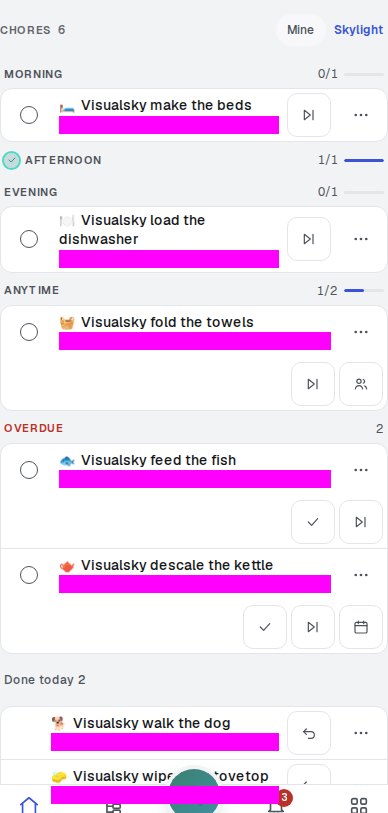 CHORES 6
Mine
Skylight
MORNING
0/1
Visualsky make the beds
AFTERNOON
1/1
EVENING
0/1
Visualsky load the
dishwasher
ANYTIME
1/2
Visualsky fold the towels
OVERDUE
2
Visualsky feed the fish
Visualsky descale the kettle
Done today 2
Visualsky walk the dog
Visualsky wipe
3